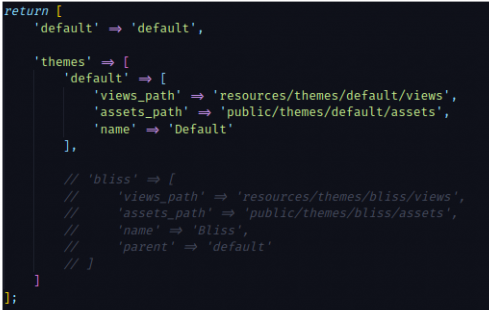 return [
    'default' => 'default',
    'themes' => [
        'default' => [
            'views_path' => 'resources/themes/default/views',
            'assets_path' => 'public/themes/default/assets',
            'name' => 'Default'
        ],
        // 'bliss' => [
        //     'views_path' => 'resources/themes/bliss/views',
        //     'assets_path' => 'public/themes/bliss/assets',
        //     'name' => 'Bliss',
        //     'parent' => 'default'
        // ]
    ]
];